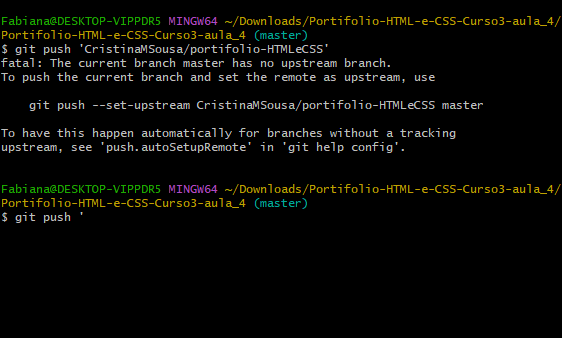 Fabiana@DESKTOP-VIPPDR5 MINGW64 ~/Downloads/Portifolio-HTML-e-CSS-Curso3-aula_4/
Portifolio-HTML-e-CSS-Curso3-aula_4 (master)
$ git push 'CristinaMSousa/portifolio-HTMLeCSS'
fatal: The current branch master has no upstream branch.
To push the current branch and set the remote as upstream, use

    git push --set-upstream CristinaMSousa/portifolio-HTMLeCSS master

To have this happen automatically for branches without a tracking
upstream, see 'push.autoSetupRemote' in 'git help config'.

Fabiana@DESKTOP-VIPPDR5 MINGW64 ~/Downloads/Portifolio-HTML-e-CSS-Curso3-aula_4/
Portifolio-HTML-e-CSS-Curso3-aula_4 (master)
$ git push '